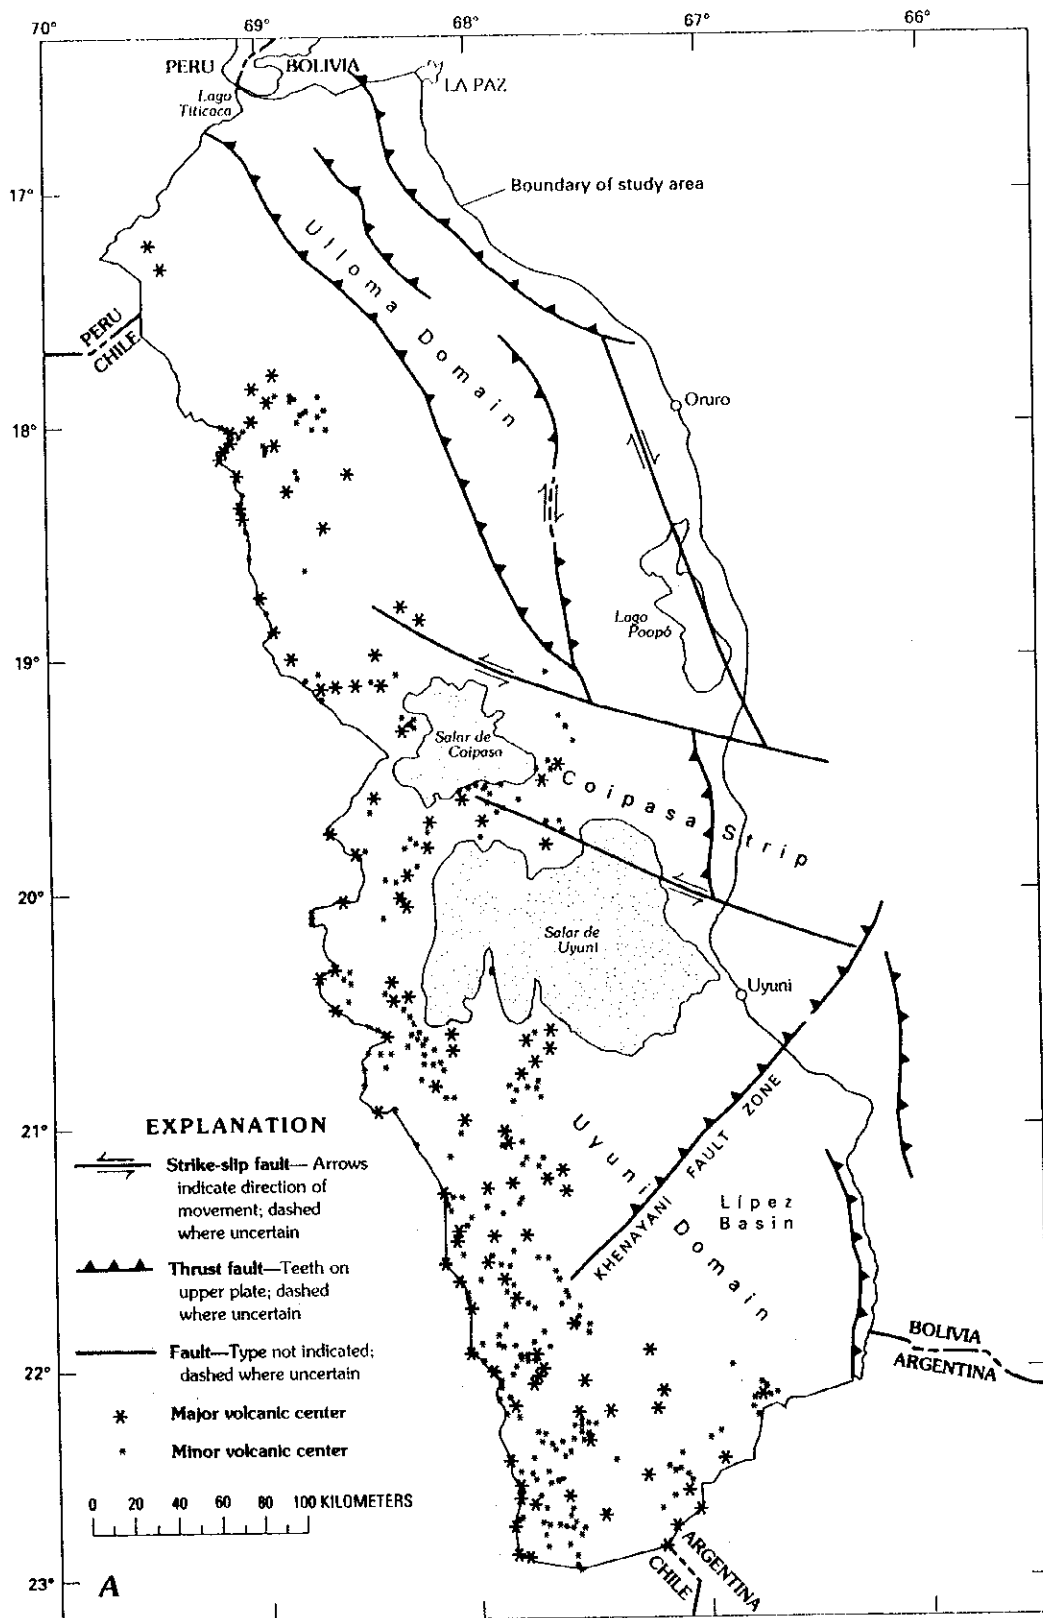 70°
69°
68°
67°
66°
PERU
BOLIVIA
LA PAZ
Lago
Titicaca
17°
Boundary of study area
Ulloma Domain
PERU
CHILE
18°
Oruro
Lago
Poopó
19°
Salar de
Coipasa
Coipasa Strip
20°
Salar de
Uyuni
Uyuni
21°
Uyuni Domain
KHENAYANI FAULT ZONE
Lípez
Basin
EXPLANATION
Strike-slip fault— Arrows
indicate direction of
movement; dashed
where uncertain
Thrust fault—Teeth on
upper plate; dashed
where uncertain
Fault—Type not indicated;
dashed where uncertain
Major volcanic center
Minor volcanic center
BOLIVIA
ARGENTINA
22°
0 20 40 60 80 100 KILOMETERS
23°
A
ARGENTINA
CHILE